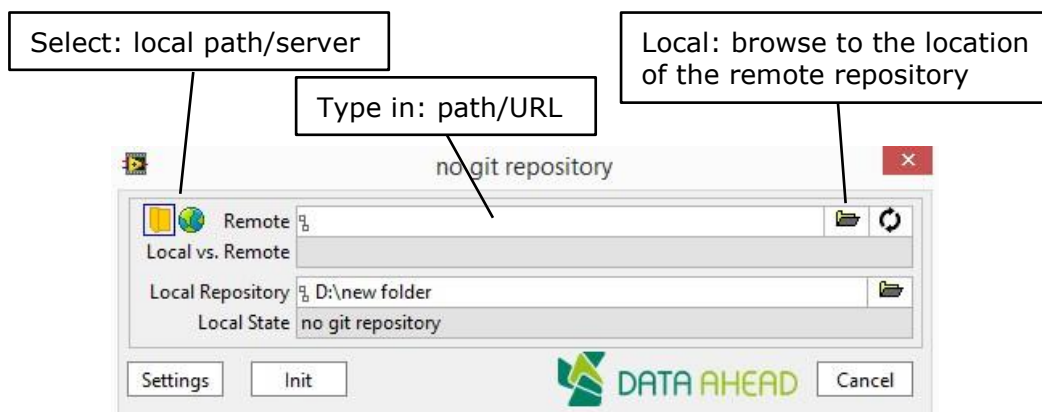 Select: local path/server
Local: browse to the location
of the remote repository
Type in: path/URL
no git repository
Remote
Local vs. Remote
Local Repository D:\new folder
Local State no git repository
Settings Init DATA AHEAD Cancel